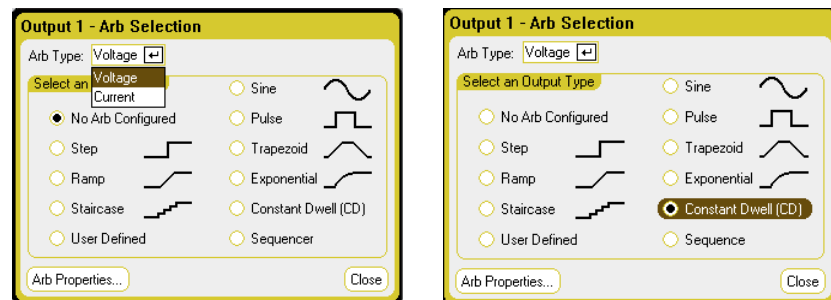 Output 1 - Arb Selection
Arb Type: Voltage
Voltage
Current
Select an
No Arb Configured
Step
Ramp
Staircase
User Defined
Sine
Pulse
Trapezoid
Exponential
Constant Dwell (CD)
Sequencer
Arb Properties...
Close
Output 1 - Arb Selection
Arb Type: Voltage
Select an Output Type
No Arb Configured
Step
Ramp
Staircase
User Defined
Sine
Pulse
Trapezoid
Exponential
Constant Dwell (CD)
Sequence
Arb Properties...
Close